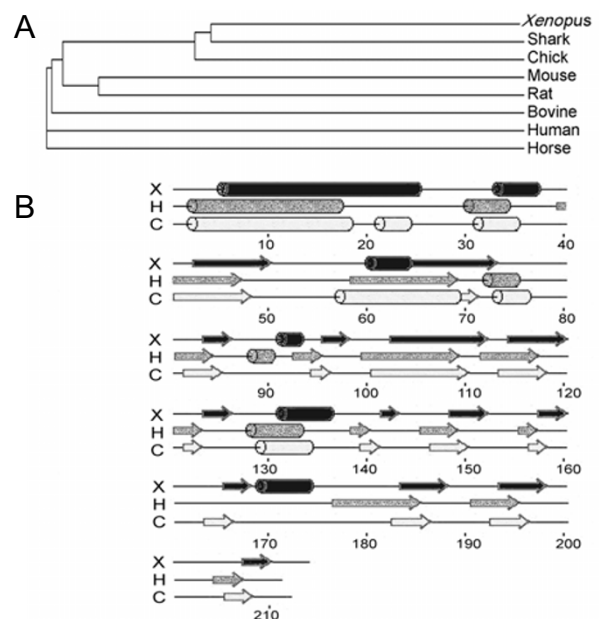 A
Xenopus
Shark
Chick
Mouse
Rat
Bovine
Human
Horse
B
X
H
C
10 20 30 40
X
H
C
50 60 70 80
X
H
C
90 100 110 120
X
H
C
130 140 150 160
X
H
C
170 180 190 200
X
H
C
210